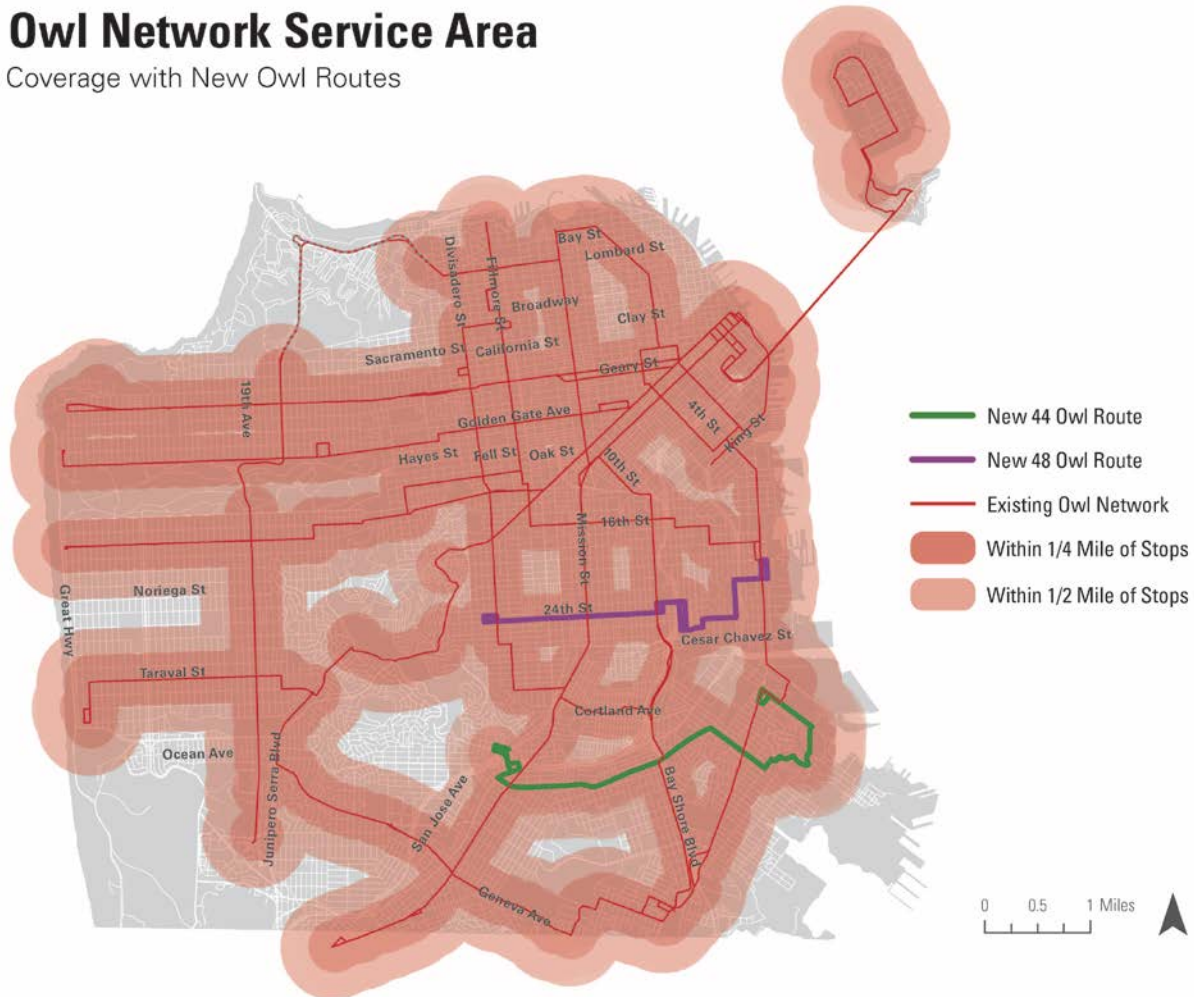 Owl Network Service Area
Coverage with New Owl Routes
Bay St
Lombard St
Divisadero St
Fillmore St
Broadway
Clay St
Sacramento St
California St
Geary St
19th Ave
Golden Gate Ave
4th St
King St
Hayes St
Fell St
Oak St
10th St
New 44 Owl Route
New 48 Owl Route
Existing Owl Network
Within 1/4 Mile of Stops
Within 1/2 Mile of Stops
16th St
Mission St
Noriega St
Great Hwy
24th St
Cesar Chavez St
Taraval St
Cortland Ave
Ocean Ave
Junipero Serra Blvd
San Jose Ave
Bay Shore Blvd
Geneva Ave
0 0.5 1 Miles